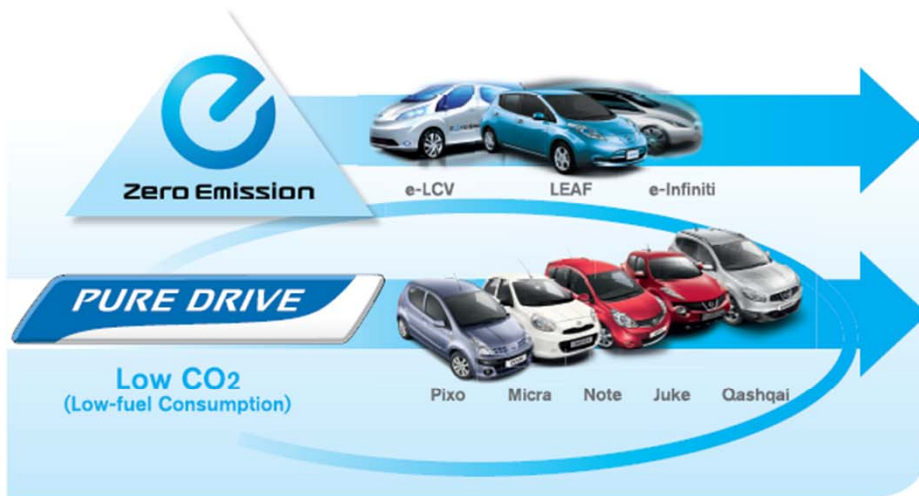 Zero Emission
e-LCV LEAF e-Infiniti
PURE DRIVE
Low CO2
(Low-fuel Consumption)
Pixo Micra Note Juke Qashqai